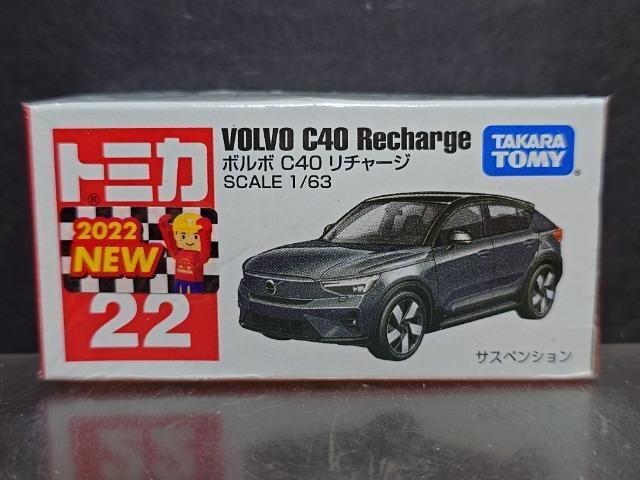 トミカ
®
2022
NEW
22
VOLVO C40 Recharge
ボルボ C40 リチャージ
SCALE 1/63
TAKARA
TOMY
®
サスペンション